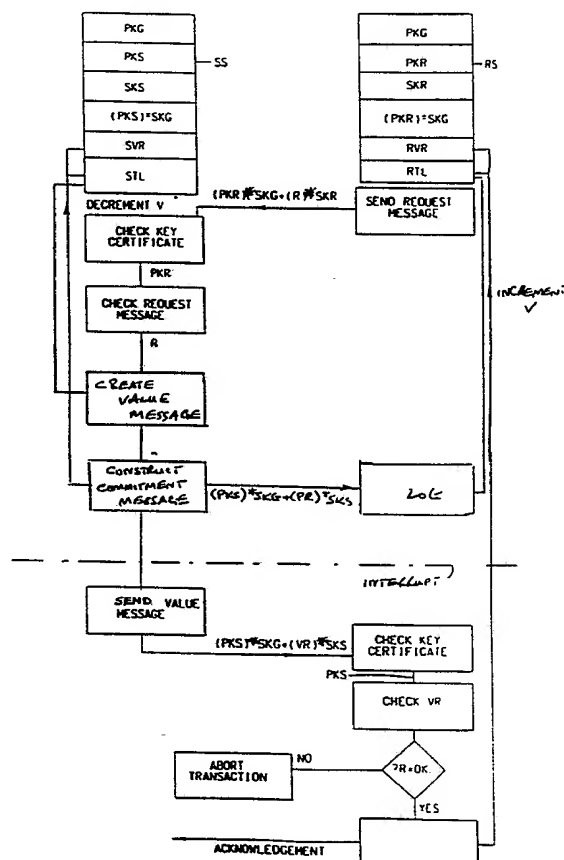 PKG
PKS
SS
SKS
(PKS)*SKG
SVR
STL
PKG
PKR
RS
SKR
(PKR)*SKG
RVR
RTL
DECREMENT V
(PKR)*SKG+(R)*SKR
SEND REQUEST
MESSAGE
CHECK KEY
CERTIFICATE
PKR
CHECK REQUEST
MESSAGE
INCREMENT
V
R
CREATE
VALUE
MESSAGE
CONSTRUCT
COMMITMENT
MESSAGE
(PKS)*SKG+(PR)*SKS
LOG
INTERRUPT
SEND VALUE
MESSAGE
(PKS)*SKG+(VR)*SKS
CHECK KEY
CERTIFICATE
PKS
CHECK VR
NO
?R=OK.
ABORT
TRANSACTION
YES
ACKNOWLEDGEMENT